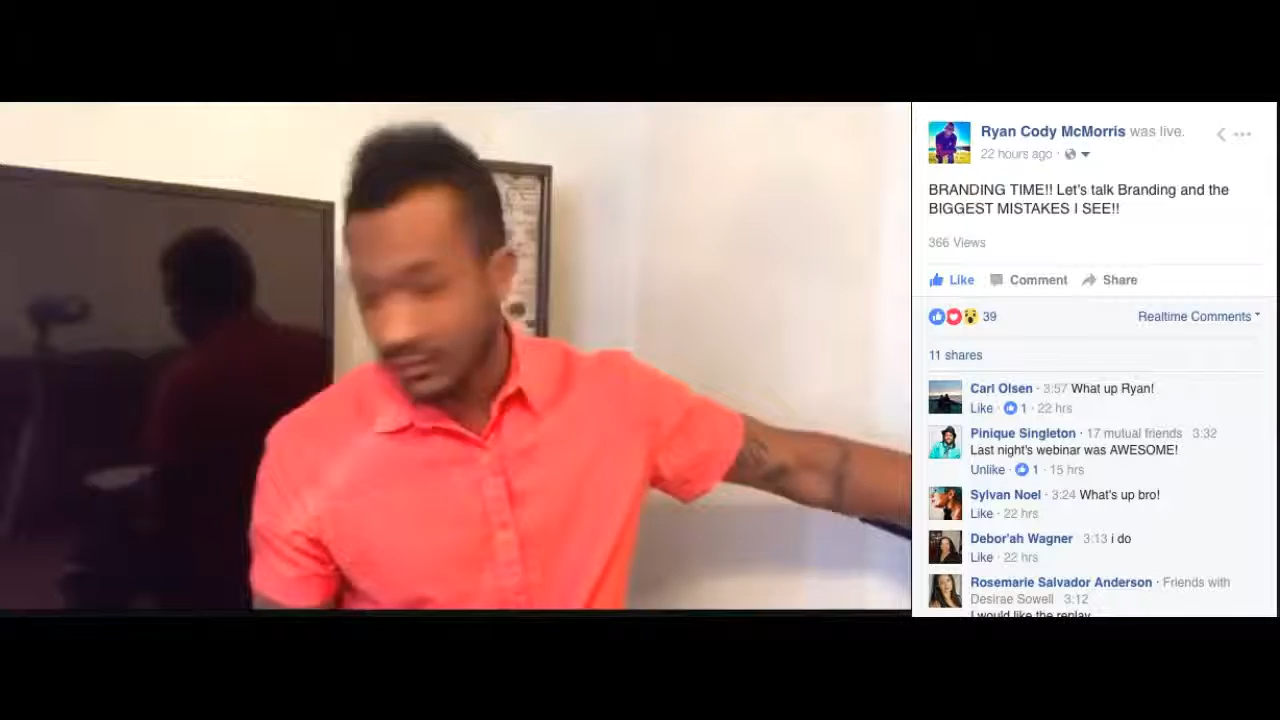 Ryan Cody McMorris was live.
22 hours ago ·
BRANDING TIME!! Let's talk Branding and the
BIGGEST MISTAKES I SEE!!
366 Views
Like Comment Share
39 Realtime Comments
11 shares
Carl Olsen · 3:57 What up Ryan!
Like · 1 · 22 hrs
Pinique Singleton · 17 mutual friends 3:32
Last night's webinar was AWESOME!
Unlike · 1 · 15 hrs
Sylvan Noel · 3:24 What's up bro!
Like · 22 hrs
Debor'ah Wagner 3:13 i do
Like · 22 hrs
Rosemarie Salvador Anderson · Friends with
Desirae Sowell 3:12
I would like the replay